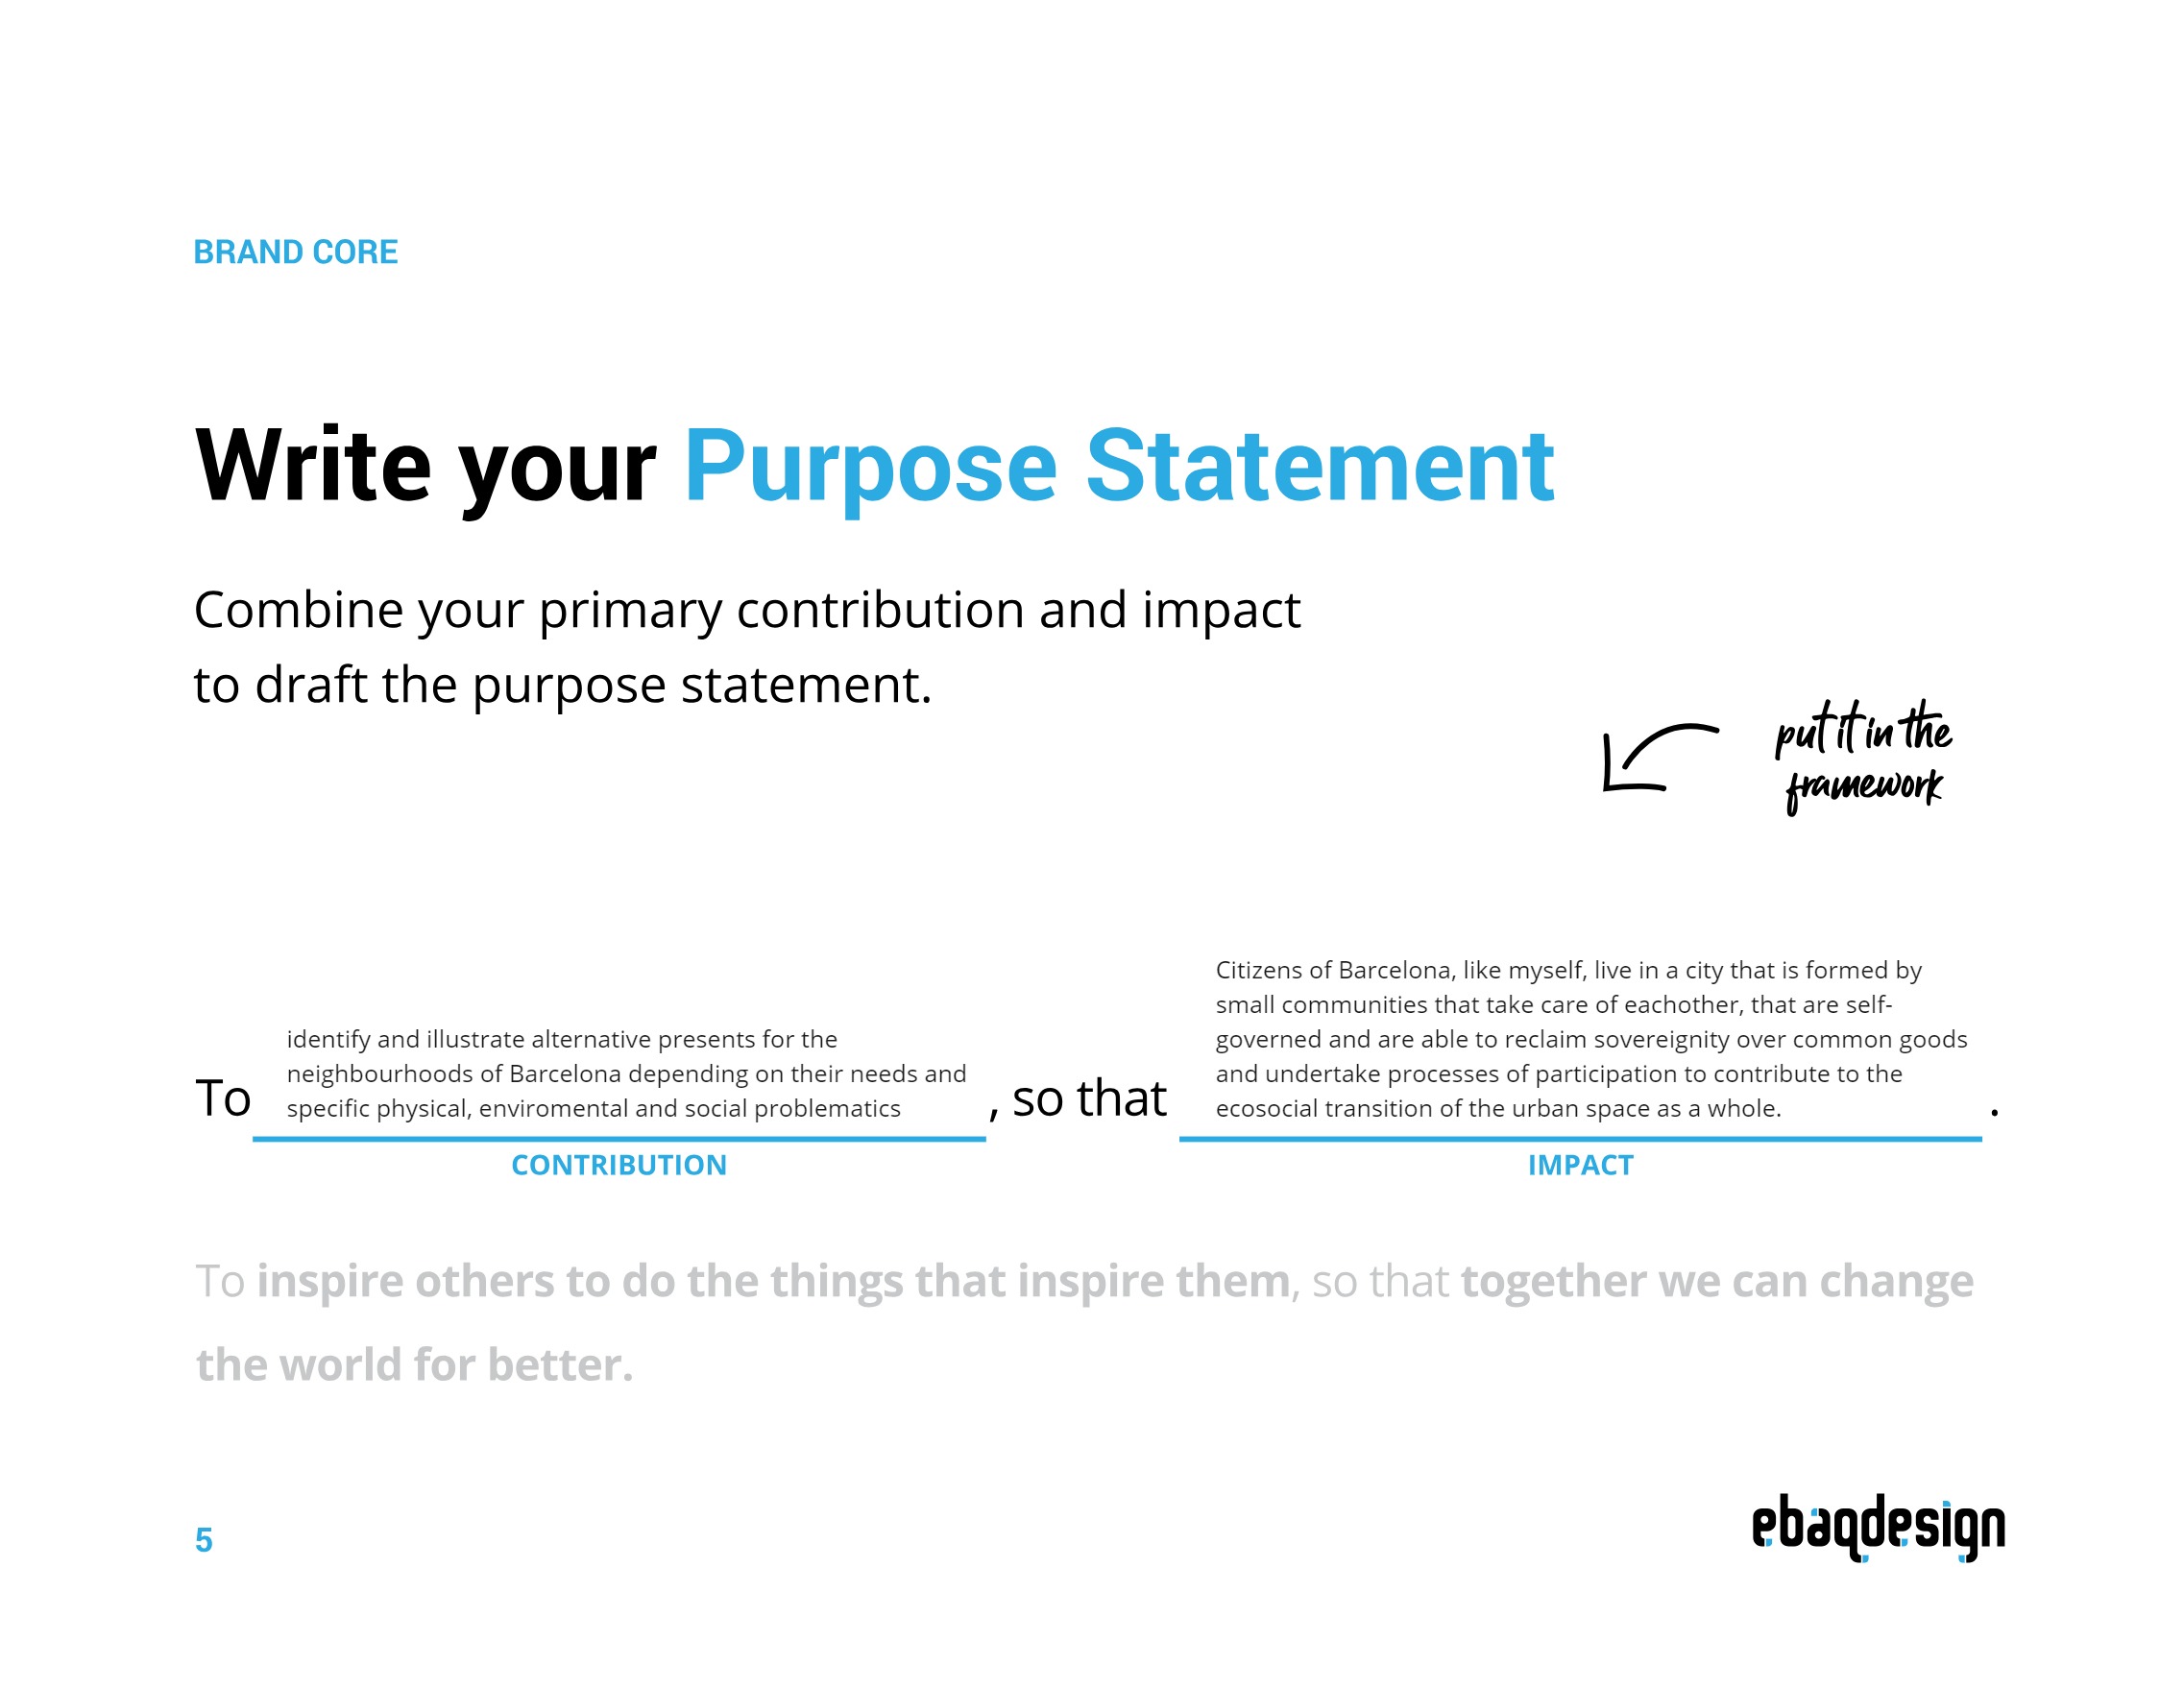 BRAND CORE
Write your Purpose Statement
Combine your primary contribution and impact
to draft the purpose statement.
put it in the
framework
To
identify and illustrate alternative presents for the
neighbourhoods of Barcelona depending on their needs and
specific physical, enviromental and social problematics
, so that
Citizens of Barcelona, like myself, live in a city that is formed by
small communities that take care of eachother, that are self-
governed and are able to reclaim sovereignity over common goods
and undertake processes of participation to contribute to the
ecosocial transition of the urban space as a whole.
.
CONTRIBUTION
IMPACT
To inspire others to do the things that inspire them, so that together we can change
the world for better.
5
ebaqdesign